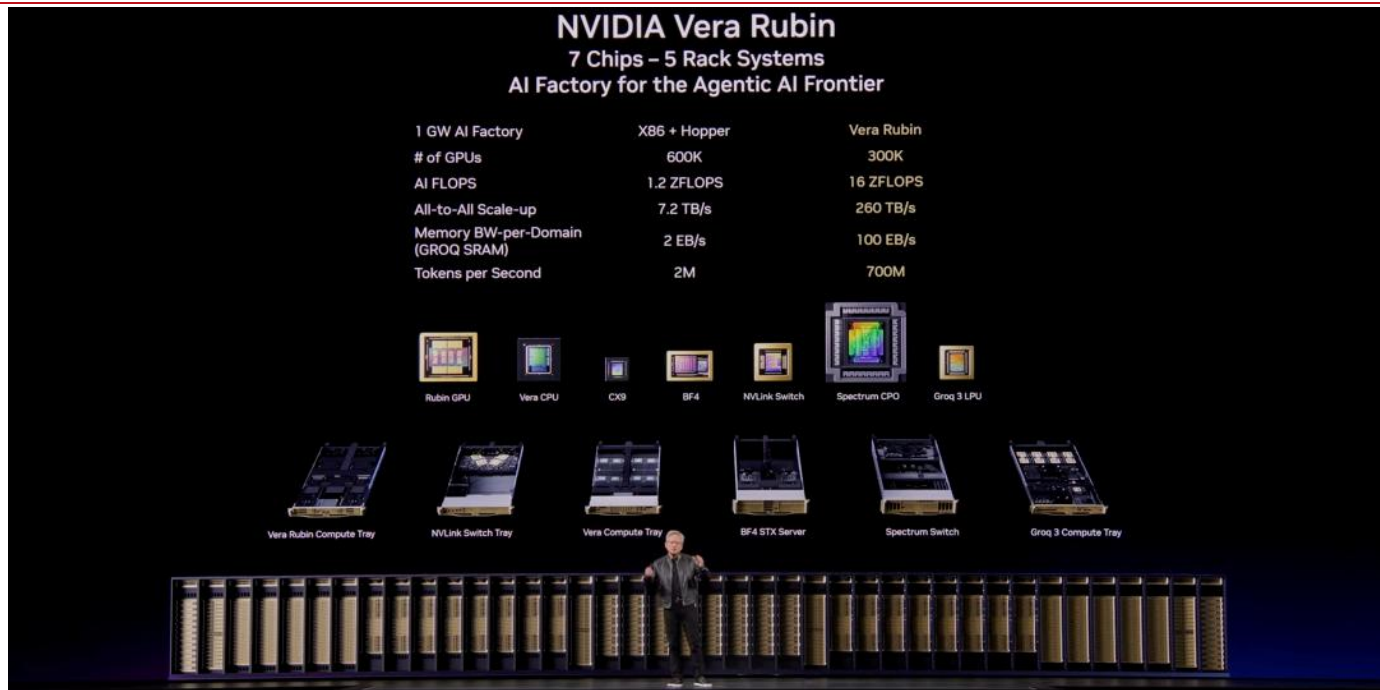 NVIDIA Vera Rubin
7 Chips – 5 Rack Systems
AI Factory for the Agentic AI Frontier
1 GW AI Factory X86 + Hopper Vera Rubin
# of GPUs 600K 300K
AI FLOPS 1.2 ZFLOPS 16 ZFLOPS
All-to-All Scale-up 7.2 TB/s 260 TB/s
Memory BW-per-Domain
(GROQ SRAM) 2 EB/s 100 EB/s
Tokens per Second 2M 700M
Rubin GPU Vera CPU CX9 BF4 NVLink Switch Spectrum CPO Groq 3 LPU
Vera Rubin Compute Tray NVLink Switch Tray Vera Compute Tray BF4 STX Server Spectrum Switch Groq 3 Compute Tray